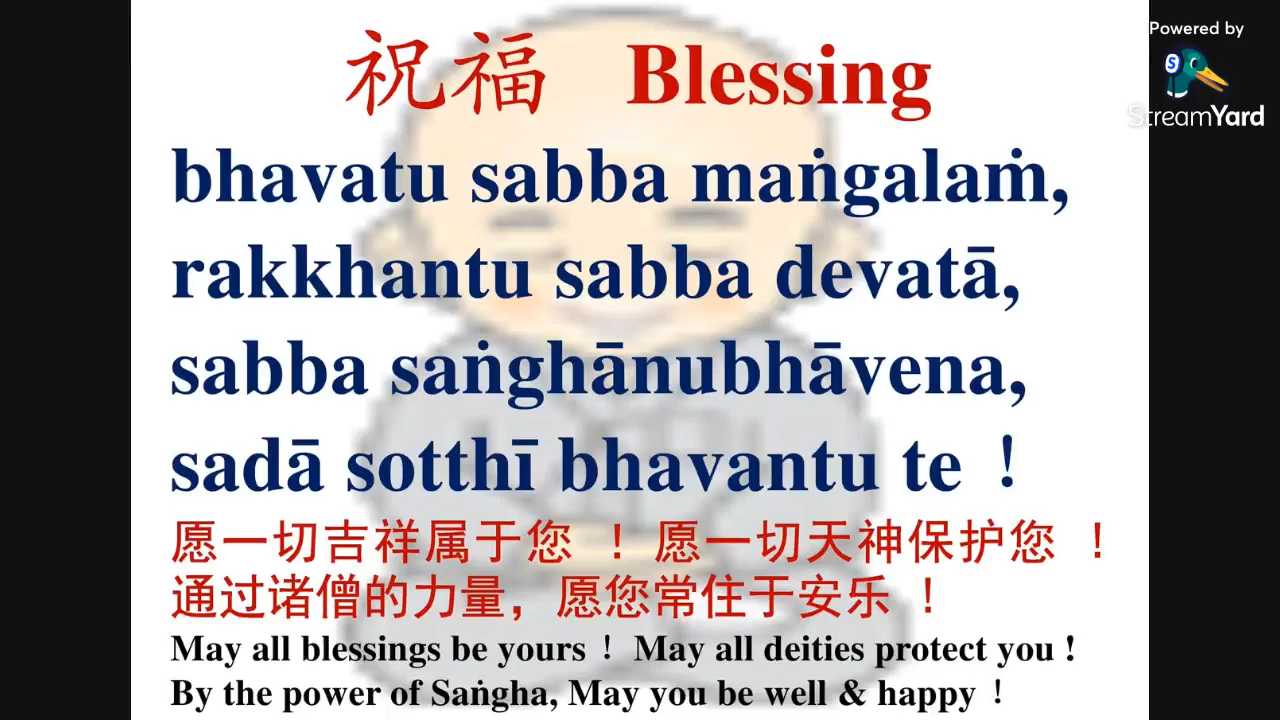 祝福 Blessing
Powered by
StreamYard
bhavatu sabba maṅgalaṁ,
rakkhantu sabba devatā,
sabba saṅghānubhāvena,
sadā sotthī bhavantu te！
愿一切吉祥属于您 ！愿一切天神保护您 ！
通过诸僧的力量，愿您常住于安乐 ！
May all blessings be yours！ May all deities protect you !
By the power of Saṅgha, May you be well & happy！